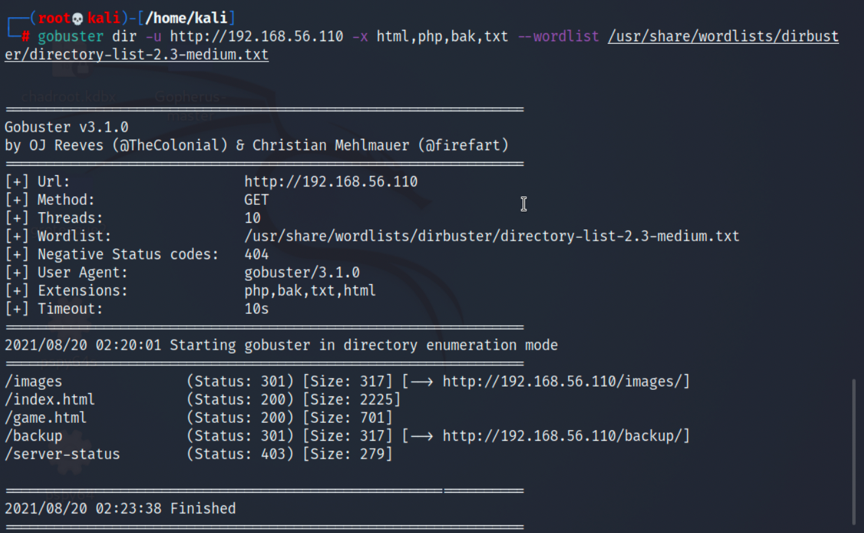 (root💀kali)-[/home/kali]
# gobuster dir -u http://192.168.56.110 -x html,php,bak,txt --wordlist /usr/share/wordlists/dirbust
er/directory-list-2.3-medium.txt
===============================================================
Gobuster v3.1.0
by OJ Reeves (@TheColonial) & Christian Mehlmauer (@firefart)
===============================================================
[+] Url: http://192.168.56.110
[+] Method: GET
[+] Threads: 10
[+] Wordlist: /usr/share/wordlists/dirbuster/directory-list-2.3-medium.txt
[+] Negative Status codes: 404
[+] User Agent: gobuster/3.1.0
[+] Extensions: php,bak,txt,html
[+] Timeout: 10s
===============================================================
2021/08/20 02:20:01 Starting gobuster in directory enumeration mode
===============================================================
/images (Status: 301) [Size: 317] [--> http://192.168.56.110/images/]
/index.html (Status: 200) [Size: 2225]
/game.html (Status: 200) [Size: 701]
/backup (Status: 301) [Size: 317] [--> http://192.168.56.110/backup/]
/server-status (Status: 403) [Size: 279]
===============================================================
2021/08/20 02:23:38 Finished
===============================================================